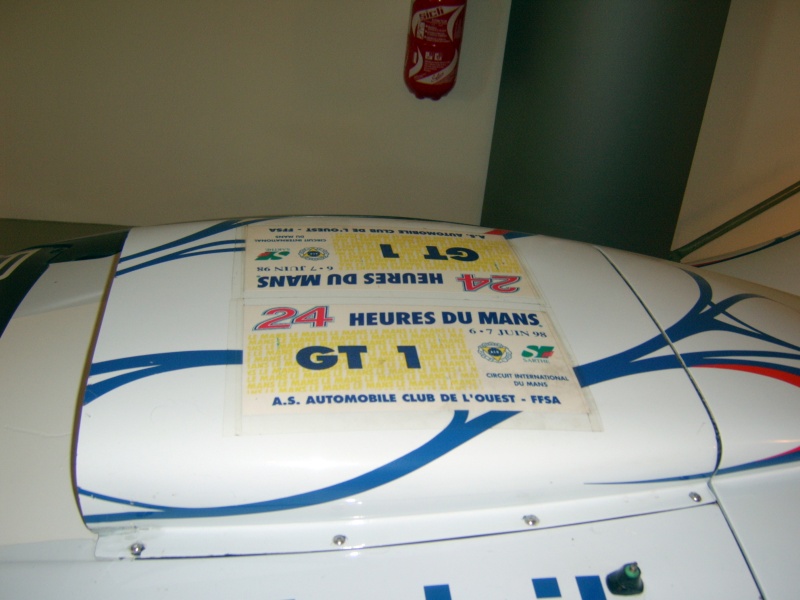 A.S. AUTOMOBILE CLUB DE L'OUEST - FFSA
CIRCUIT INTERNATIONAL
DU MANS
GT 1
6 - 7 JUIN 98
24 HEURES DU MANS
24 HEURES DU MANS
6 - 7 JUIN 98
GT 1
SARTHE
CIRCUIT INTERNATIONAL
DU MANS
A.S. AUTOMOBILE CLUB DE L'OUEST - FFSA